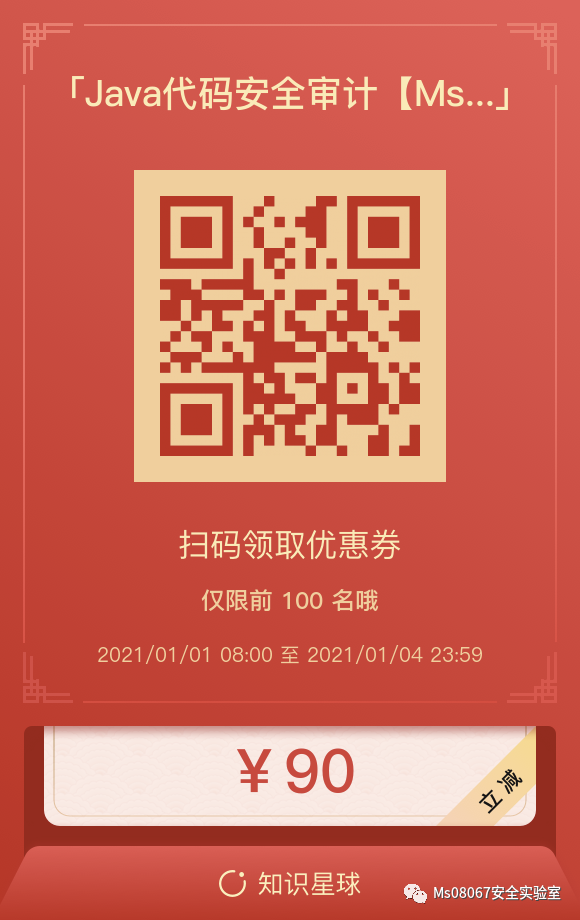 「Java代码安全审计【Ms...」
扫码领取优惠券
仅限前 100 名哦
2021/01/01 08:00 至 2021/01/04 23:59
¥90
立减
知识星球
Ms08067安全实验室